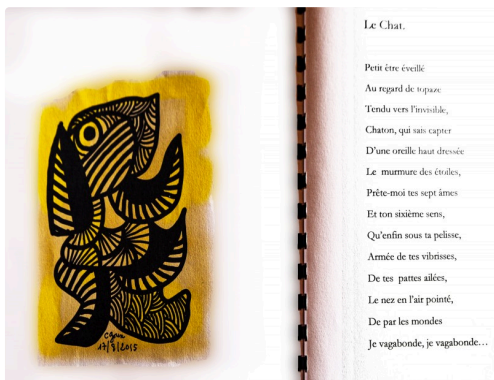 Le Chat.
Petit être éveillé
Au regard de topaze
Tendu vers l'invisible,
Chaton, qui sais capter
D'une oreille haut dressée
Le murmure des étoiles,
Prête-moi tes sept âmes
Et ton sixième sens,
Qu'enfin sous ta pelisse,
Armée de tes vibrisses,
De tes pattes ailées,
Le nez en l'air pointé,
De par les mondes
Je vagabonde, je vagabonde...